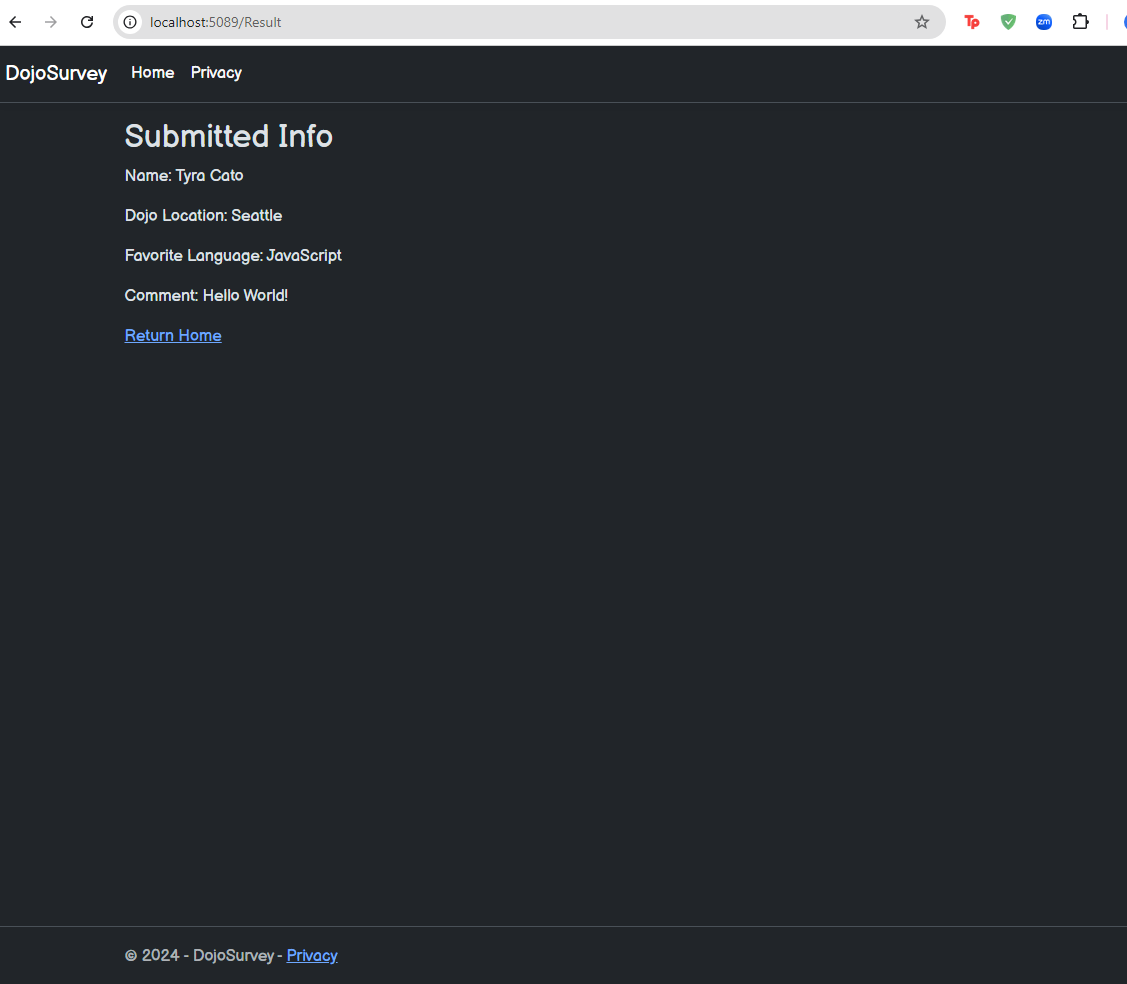 localhost:5089/Result
Tp
zm
DojoSurvey Home Privacy
Submitted Info
Name: Tyra Cato
Dojo Location: Seattle
Favorite Language: JavaScript
Comment: Hello World!
Return Home
© 2024 - DojoSurvey - Privacy